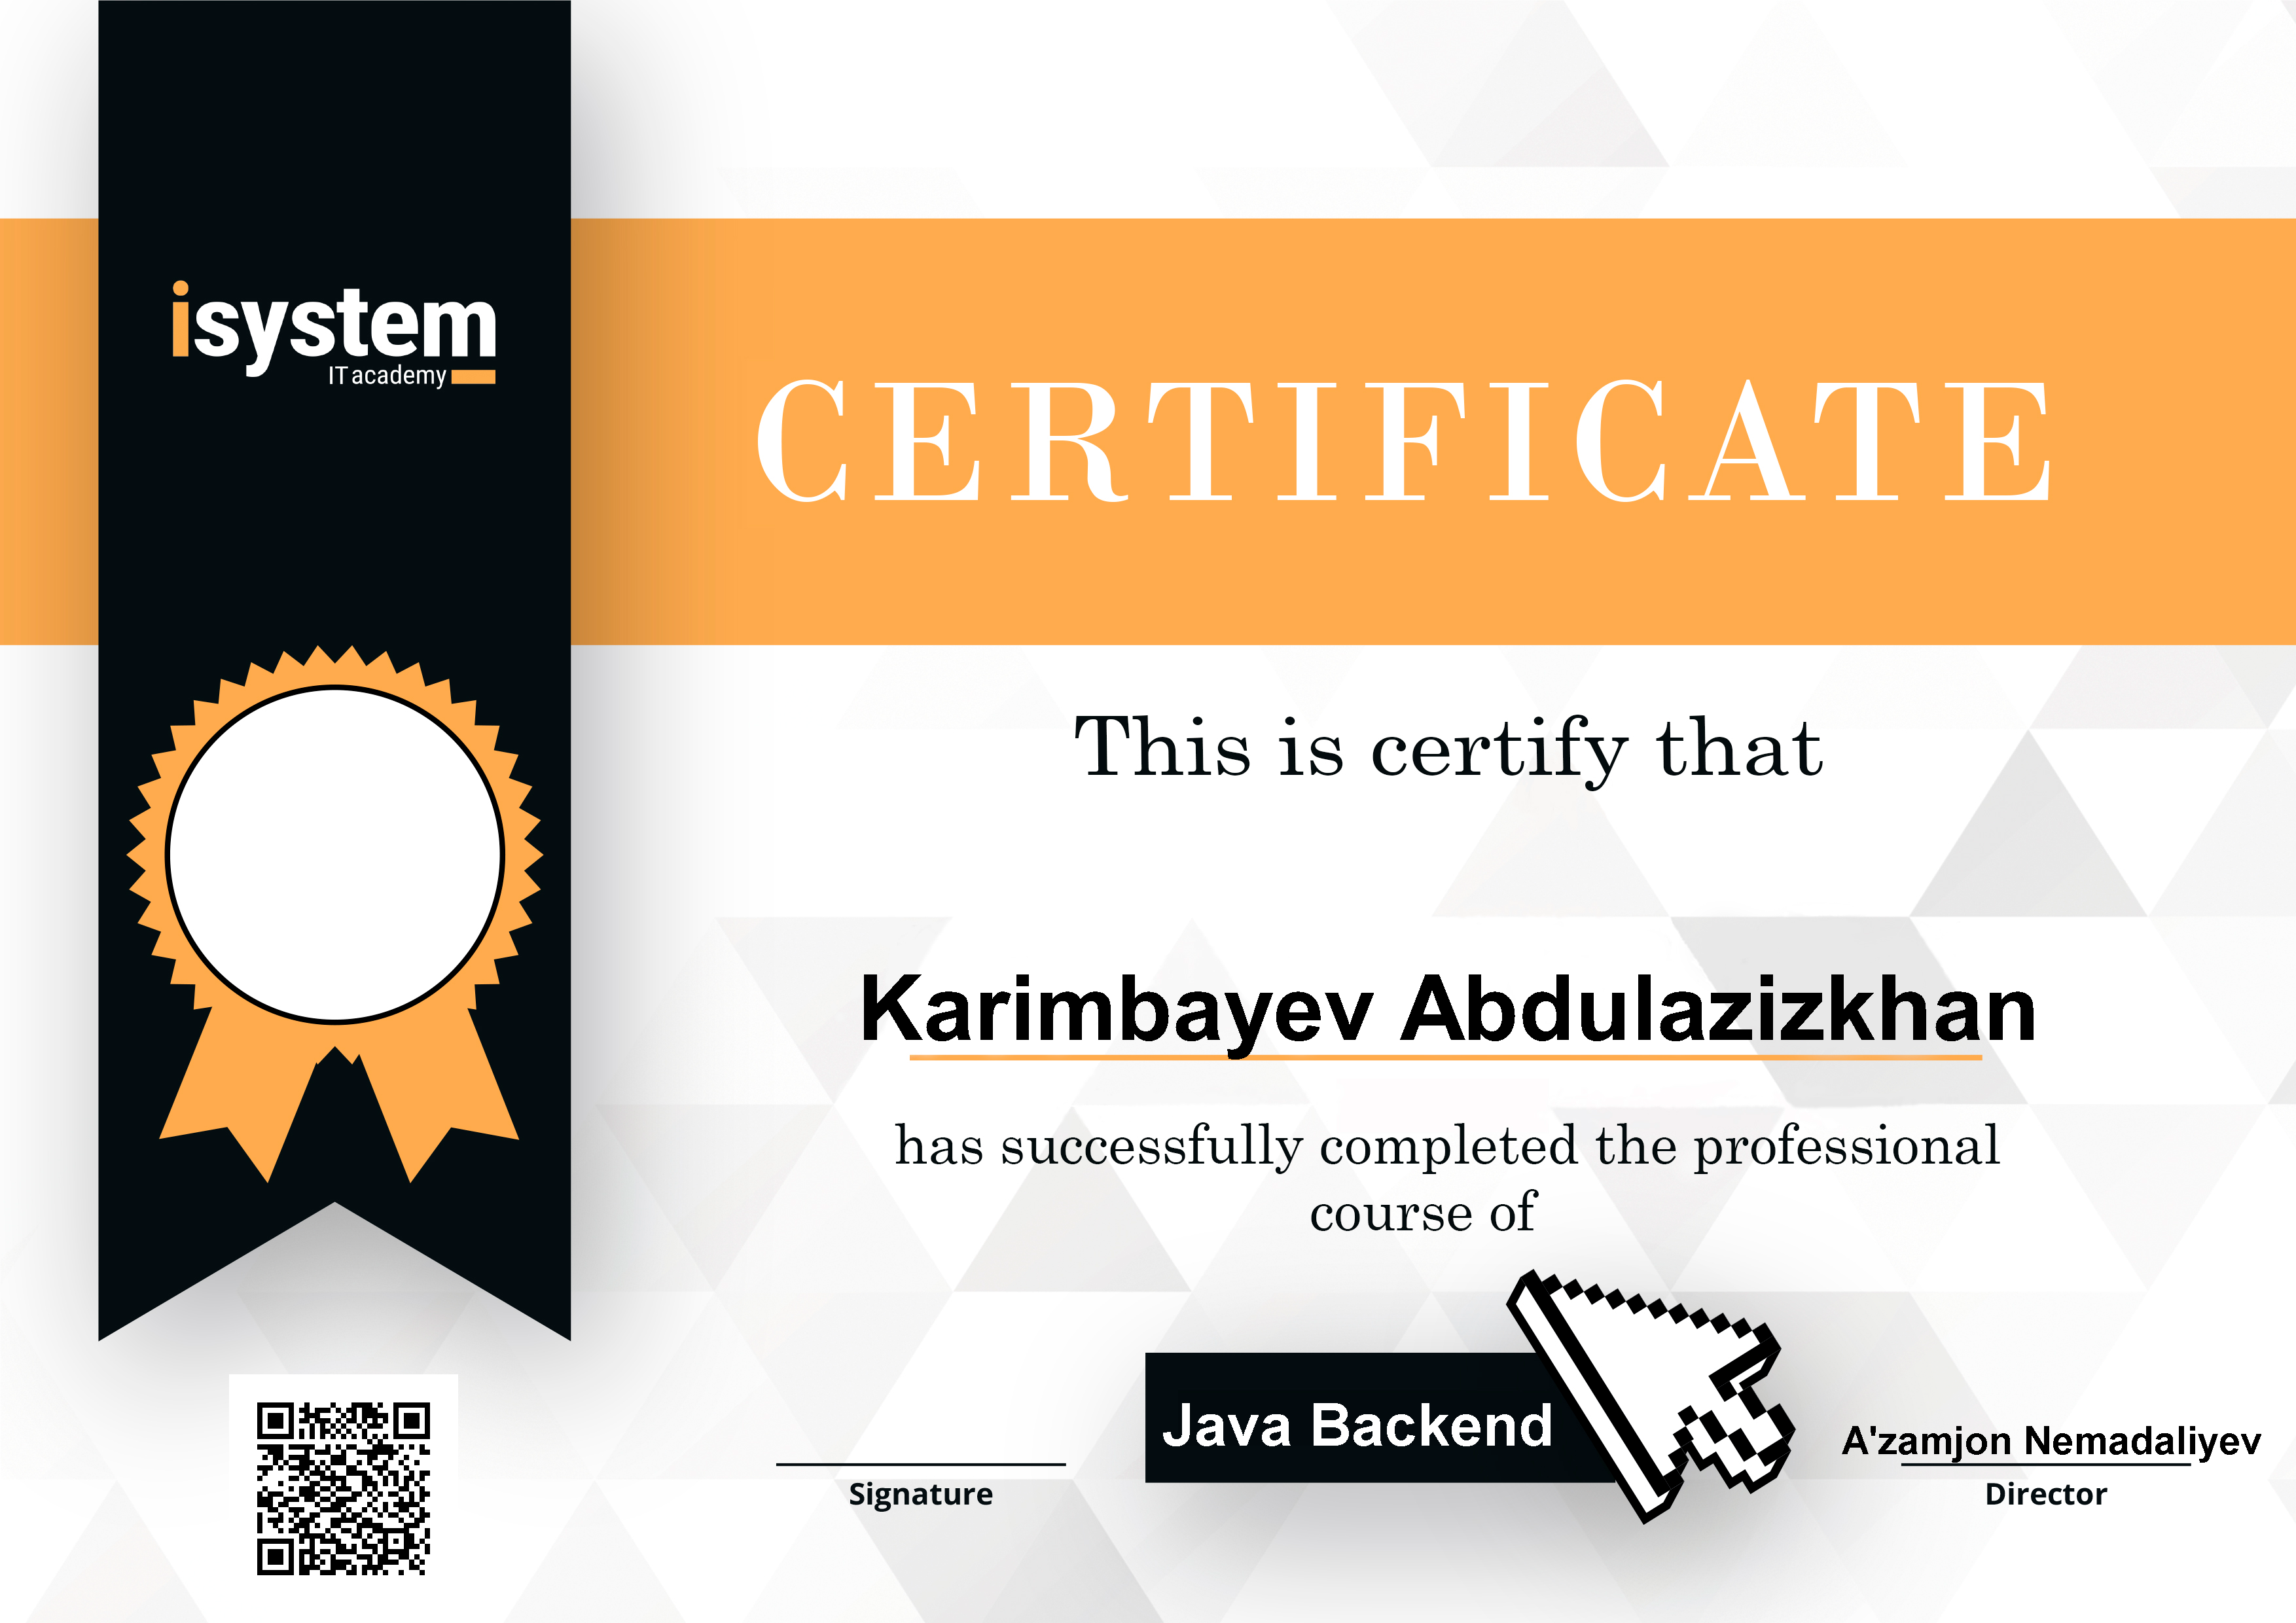 isystem
IT academy
CERTIFICATE
This is certify that
Karimbayev Abdulazizkhan
has successfully completed the professional
course of
Java Backend
Signature
A'zamjon Nemadaliyev
Director